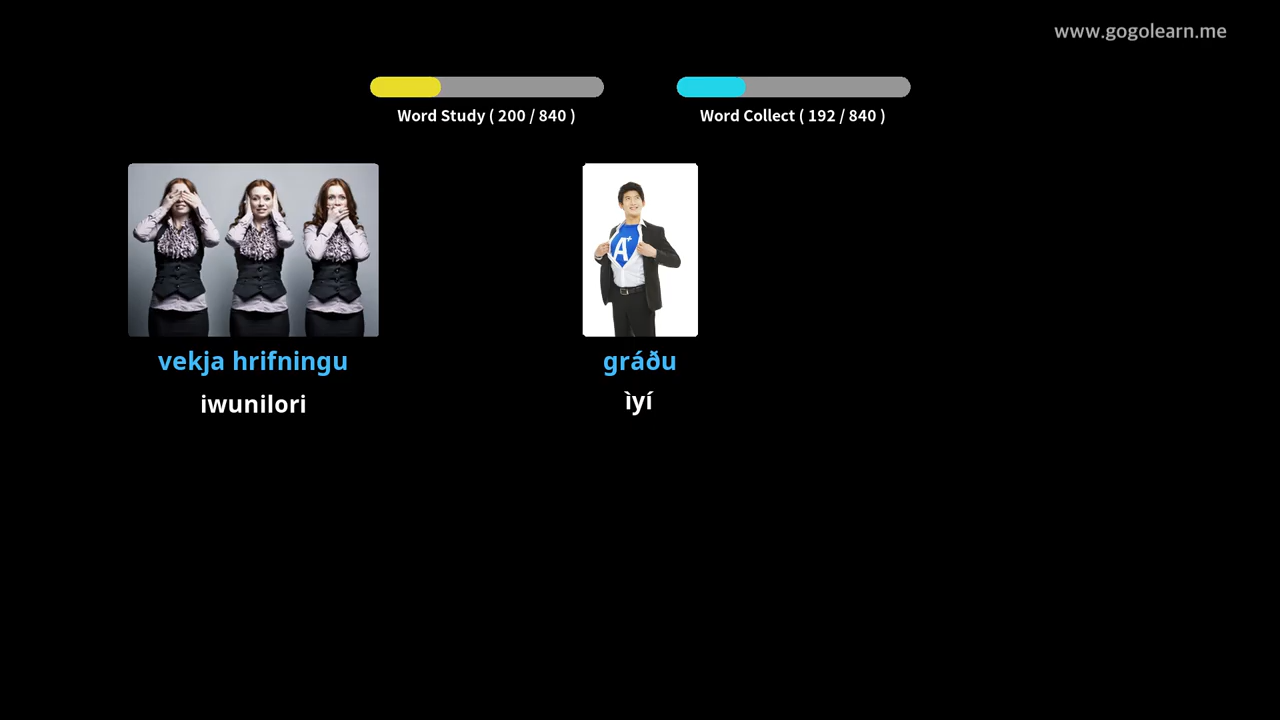 www.gogolearn.me
Word Study ( 200 / 840 )
Word Collect ( 192 / 840 )
A+
vekja hrifningu
gráðu
iwunilori
ìyí